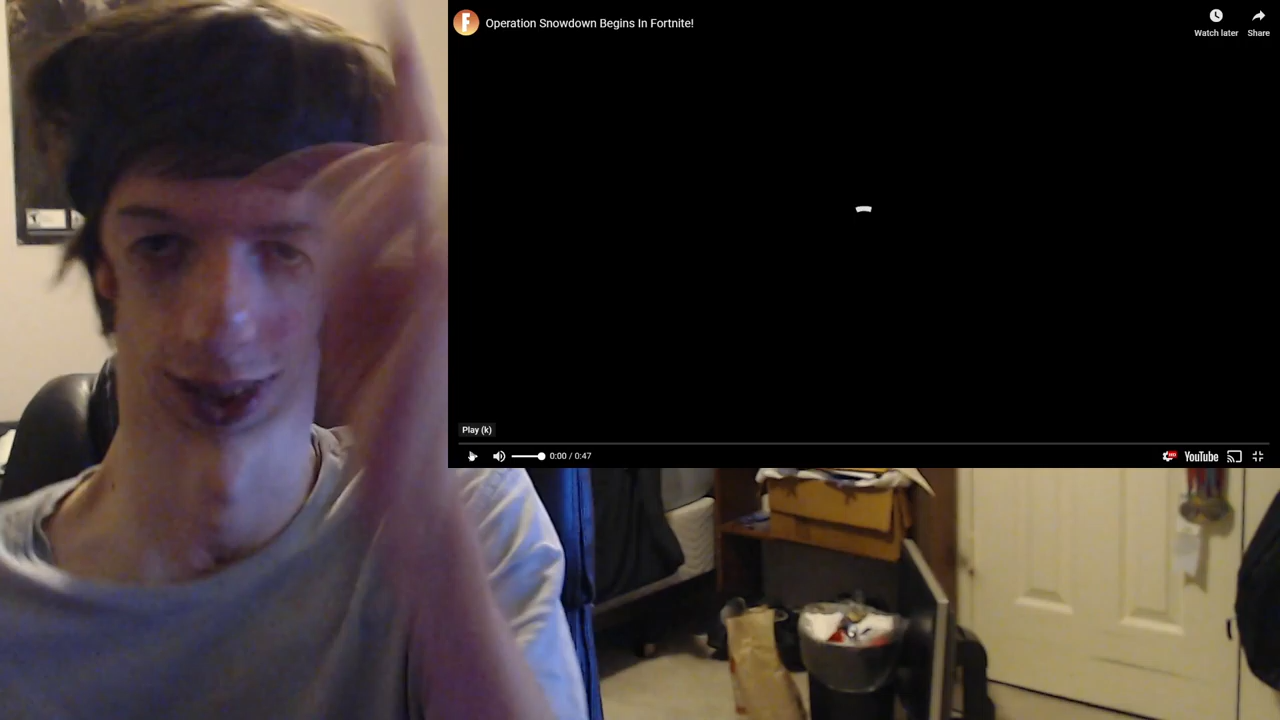 F Operation Snowdown Begins In Fortnite!
Watch later
Share
Play (k)
0:00 / 0:47
YouTube